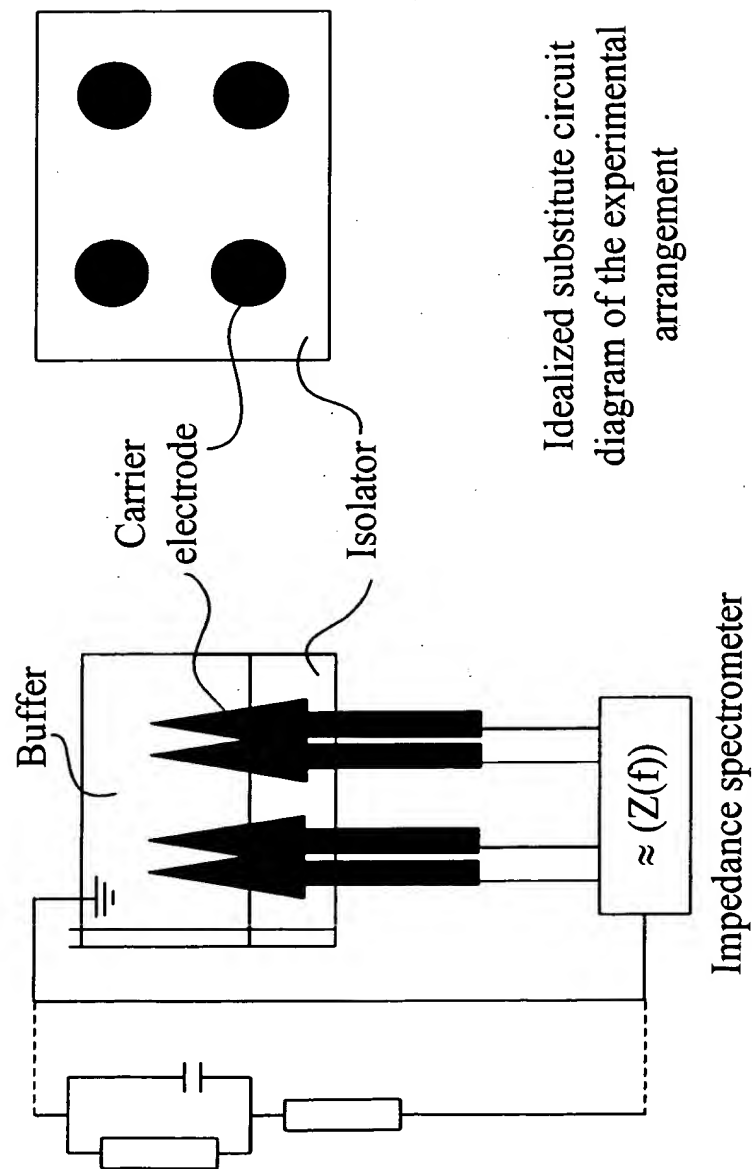 Buffer
Carrier
electrode
Isolator
≈ (Z(f))
Impedance spectrometer
Idealized substitute circuit
diagram of the experimental
arrangement